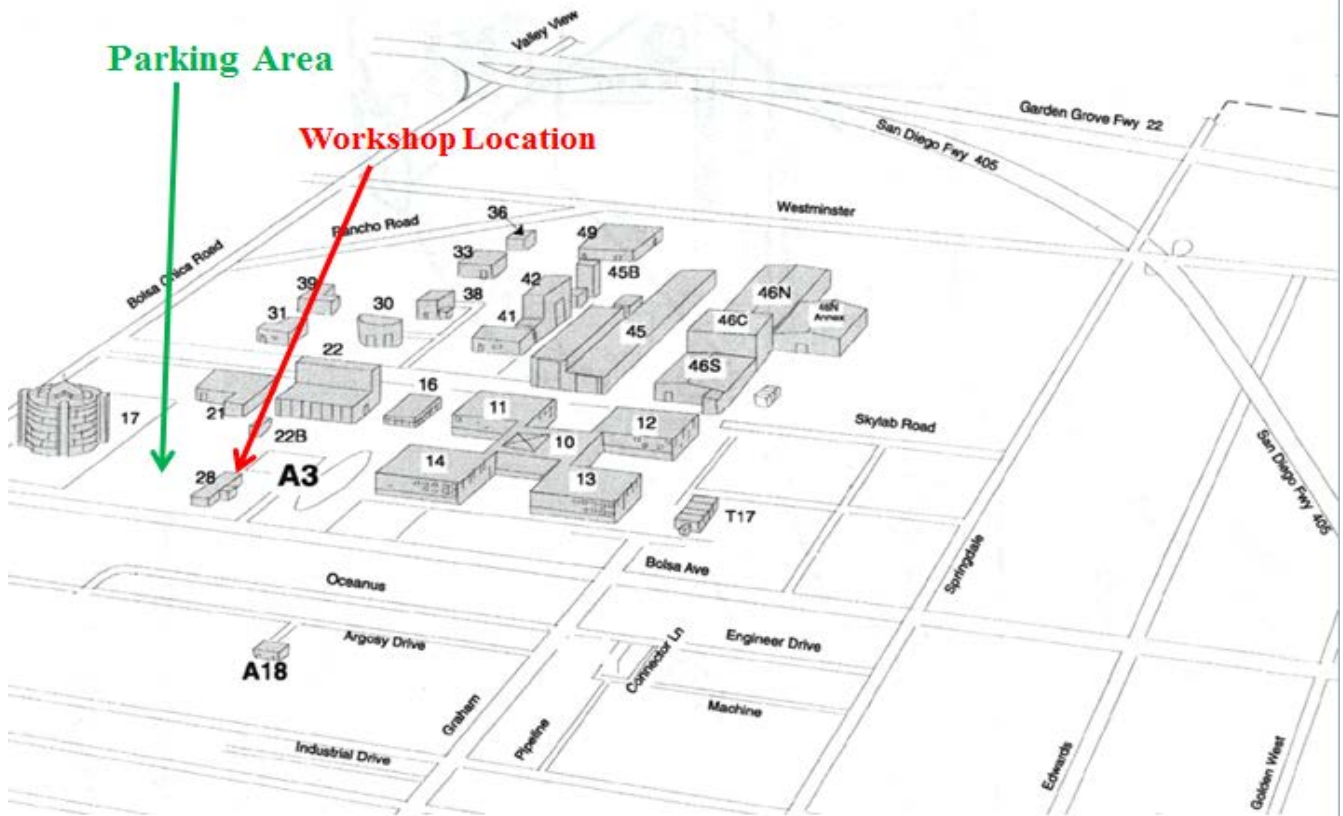 Valley View
Parking Area
Garden Grove Fwy 22
San Diego Fwy 405
Workshop Location
Westminster
Rancho Road
36
49
33
Bolsa Chica Road
45B
42
39
30
38
46N
46N
Annex
31
41
45
46C
22
46S
16
21
17
11
12
Skylab Road
22B
10
14
A3
28
13
San Diego Fwy 405
T17
Bolsa Ave
Springdale
Oceanus
Argosy Drive
Engineer Drive
Connector Ln
A18
Machine
Graham
Pipeline
Industrial Drive
Edwards
Golden West